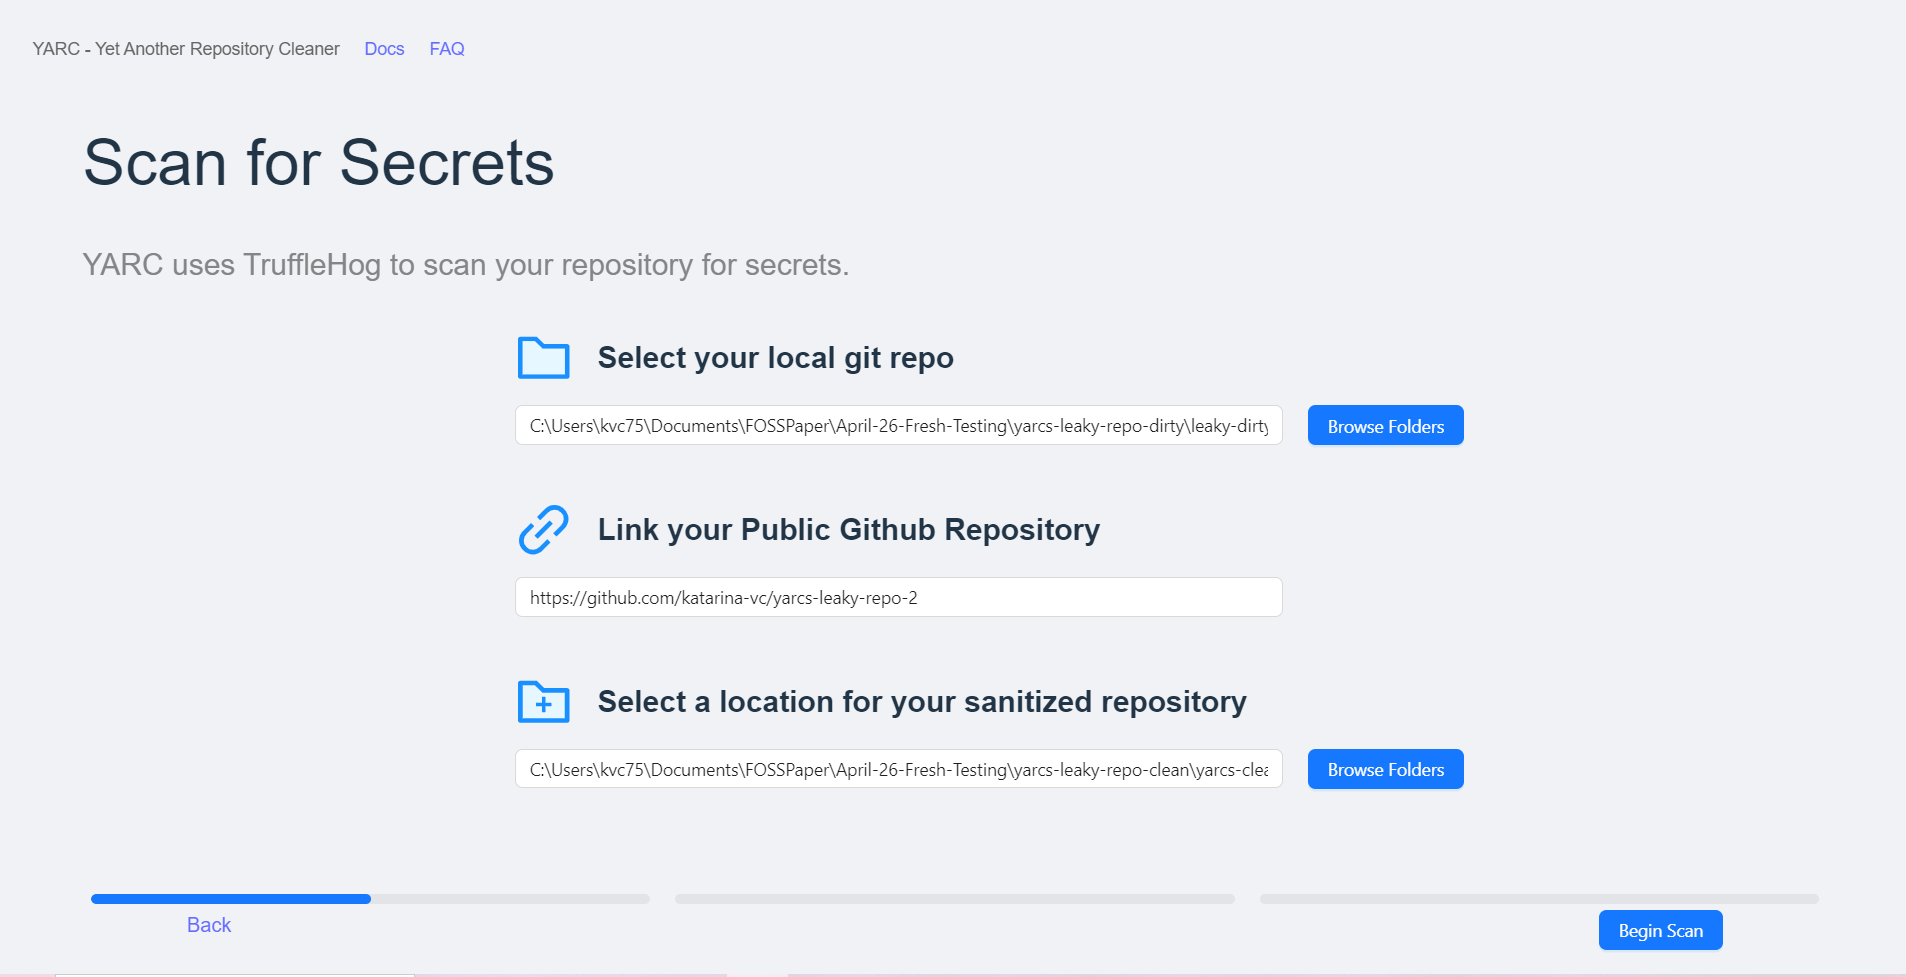 YARC - Yet Another Repository Cleaner Docs FAQ
Scan for Secrets
YARC uses TruffleHog to scan your repository for secrets.
Select your local git repo
C:\Users\kvc75\Documents\FOSSPaper\April-26-Fresh-Testing\yarcs-leaky-repo-dirty\leaky-dirty
Browse Folders
Link your Public Github Repository
https://github.com/katarina-vc/yarcs-leaky-repo-2
Select a location for your sanitized repository
C:\Users\kvc75\Documents\FOSSPaper\April-26-Fresh-Testing\yarcs-leaky-repo-clean\yarcs-clea
Browse Folders
Back
Begin Scan